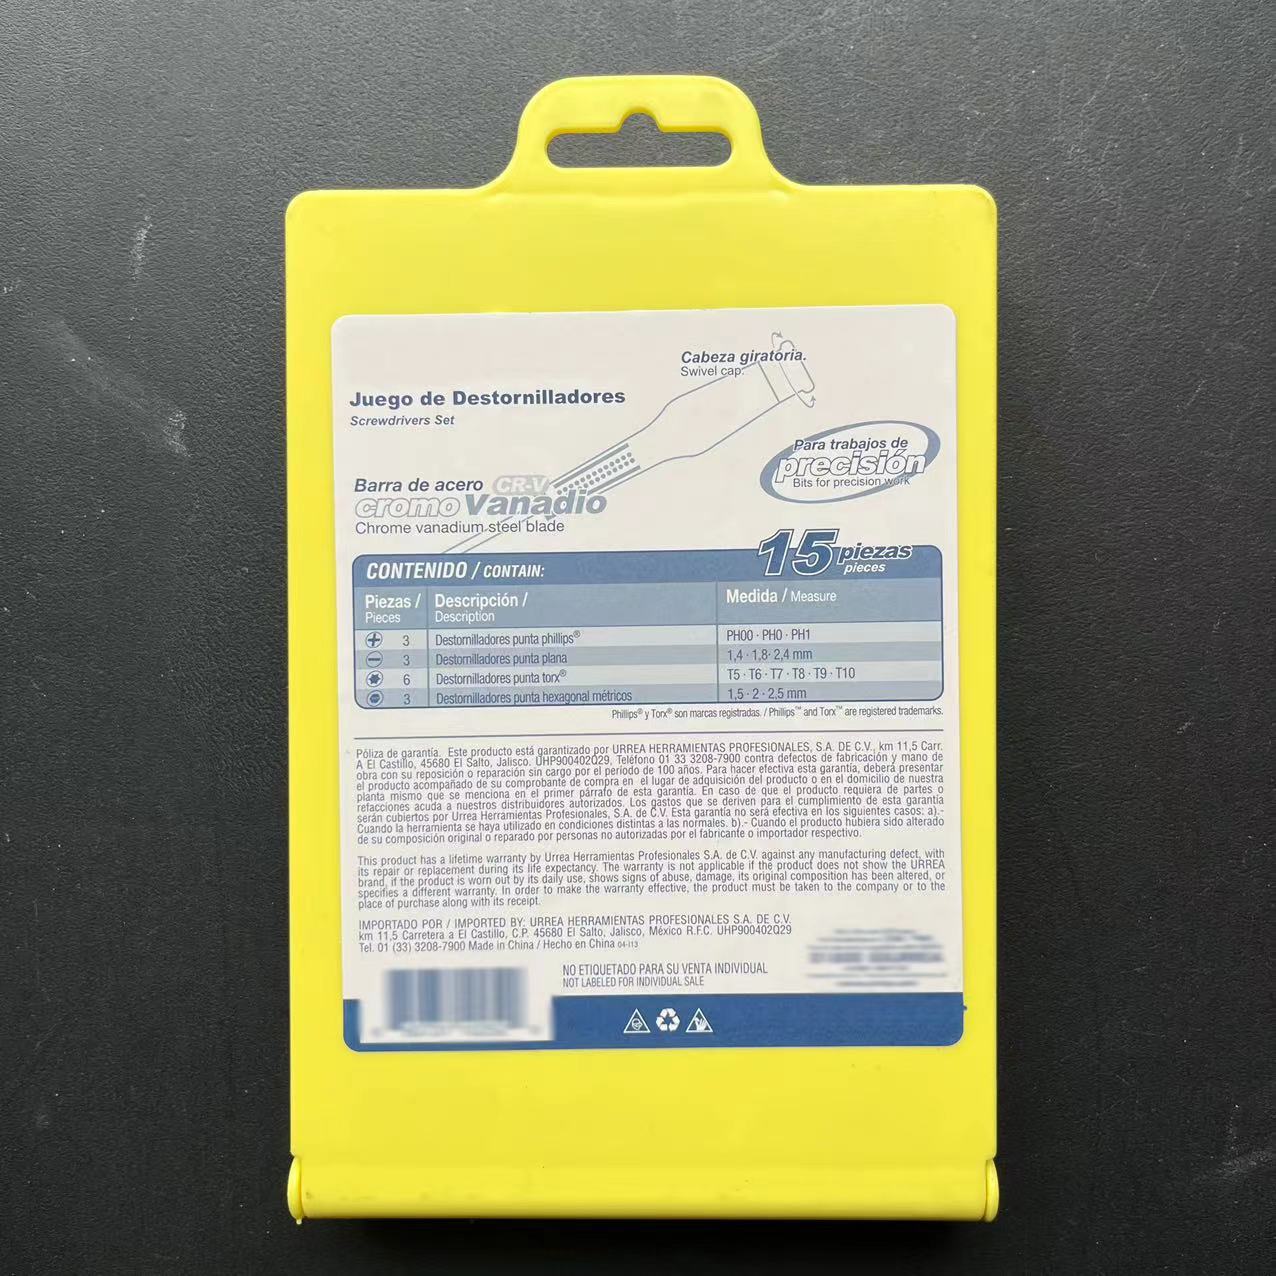 Cabeza giratoria.
Swivel cap.
Juego de Destornilladores
Screwdrivers Set
Para trabajos de
precisión
Bits for precision work
Barra de acero CR-V
cromo Vanadio
Chrome vanadium steel blade
15 piezas
pieces
CONTENIDO / CONTAIN:
Piezas / Descripción / Medida / Measure
Pieces Description
3 Destornilladores punta phillips® PH00 · PH0 · PH1
3 Destornilladores punta plana 1,4 · 1,8· 2,4 mm
6 Destornilladores punta torx® T5 · T6 · T7 · T8 · T9 · T10
3 Destornilladores punta hexagonal métricos 1,5 · 2 · 2,5 mm
Phillips® y Torx® son marcas registradas. / Phillips™ and Torx™ are registered trademarks.
Póliza de garantía. Este producto está garantizado por URREA HERRAMIENTAS PROFESIONALES, S.A. DE C.V., km 11,5 Carr.
A El Castillo, 45680 El Salto, Jalisco. UHP900402Q29, Teléfono 01 33 3208-7900 contra defectos de fabricación y mano de
obra con su reposición o reparación sin cargo por el período de 100 años. Para hacer efectiva esta garantía, deberá presentar
el producto acompañado de su comprobante de compra en el lugar de adquisición del producto o en el domicilio de nuestra
planta mismo que se menciona en el primer párrafo de esta garantía. En caso de que el producto requiera de partes o
refacciones acuda a nuestros distribuidores autorizados. Los gastos que se deriven para el cumplimiento de esta garantía
serán cubiertos por Urrea Herramientas Profesionales, S.A. de C.V. Esta garantía no será efectiva en los siguientes casos: a).-
Cuando la herramienta se haya utilizado en condiciones distintas a las normales. b).- Cuando el producto hubiera sido alterado
de su composición original o reparado por personas no autorizadas por el fabricante o importador respectivo.
This product has a lifetime warranty by Urrea Herramientas Profesionales S.A. de C.V. against any manufacturing defect, with
its repair or replacement during its life expectancy. The warranty is not applicable if the product does not show the URREA
brand, if the product is worn out by its daily use, shows signs of abuse, damage, its original composition has been altered, or
specifies a different warranty. In order to make the warranty effective, the product must be taken to the company or to the
place of purchase along with its receipt.
IMPORTADO POR / IMPORTED BY: URREA HERRAMIENTAS PROFESIONALES S.A. DE C.V.
km 11,5 Carretera a El Castillo, C.P. 45680 El Salto, Jalisco, México R.F.C. UHP900402Q29
Tel. 01 (33) 3208-7900 Made in China / Hecho en China 04-I13
NO ETIQUETADO PARA SU VENTA INDIVIDUAL
NOT LABELED FOR INDIVIDUAL SALE